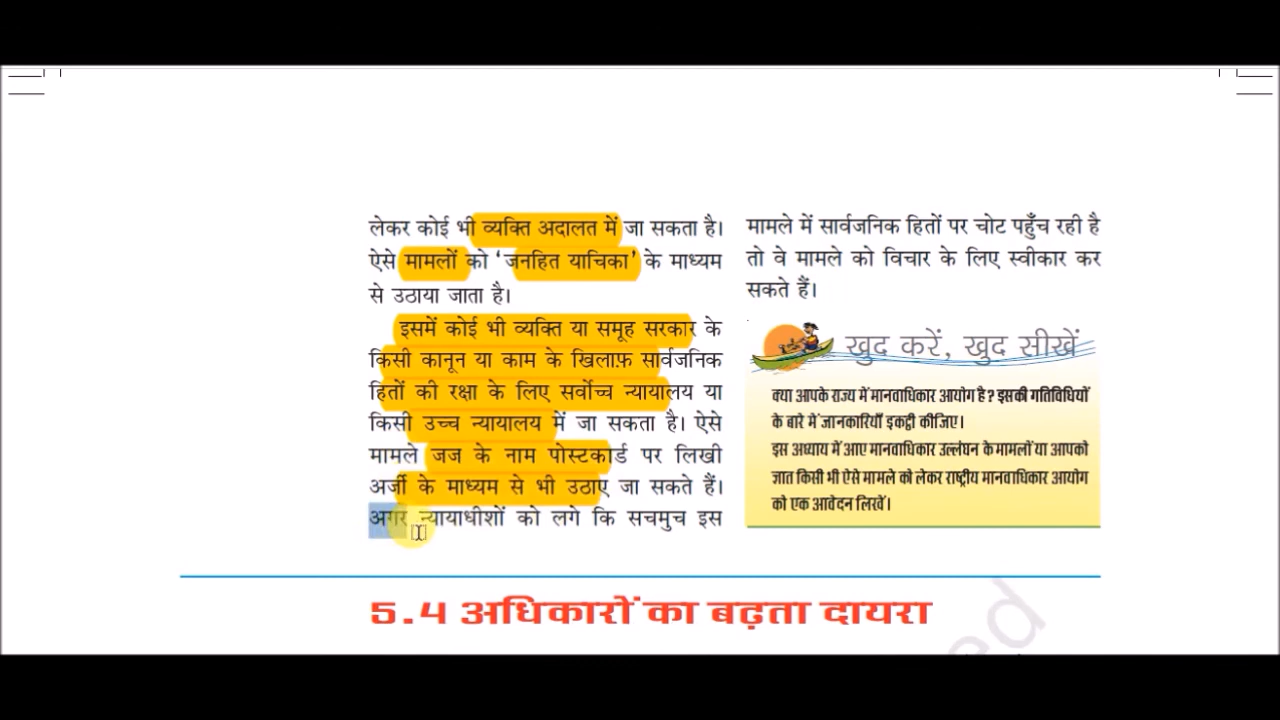 लेकर कोई भी व्यक्ति अदालत में जा सकता है।
ऐसे मामलों को ‘जनहित याचिका’ के माध्यम
से उठाया जाता है।
इसमें कोई भी व्यक्ति या समूह सरकार के
किसी कानून या काम के खिलाफ़ सार्वजनिक
हितों की रक्षा के लिए सर्वोच्च न्यायालय या
किसी उच्च न्यायालय में जा सकता है। ऐसे
मामले जज के नाम पोस्टकार्ड पर लिखी
अर्जी के माध्यम से भी उठाए जा सकते हैं।
अगर न्यायाधीशों को लगे कि सचमुच इस
मामले में सार्वजनिक हितों पर चोट पहुँच रही है
तो वे मामले को विचार के लिए स्वीकार कर
सकते हैं।
खुद करें, खुद सीखें
क्या आपके राज्य में मानवाधिकार आयोग है? इसकी गतिविधियों
के बारे में जानकारियाँ इकट्ठी कीजिए।
इस अध्याय में आए मानवाधिकार उल्लंघन के मामलों या आपको
ज्ञात किसी भी ऐसे मामले को लेकर राष्ट्रीय मानवाधिकार आयोग
को एक आवेदन लिखें।
5.4 अधिकारों का बढ़ता दायरा
ed